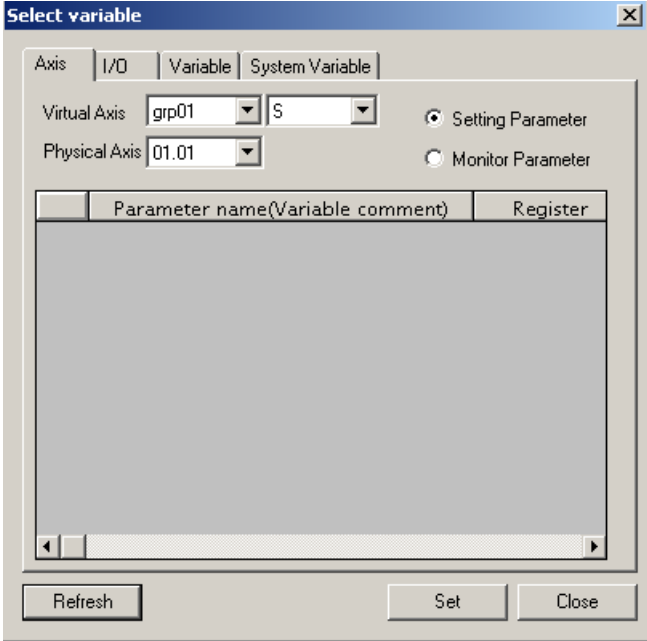 Select variable
Axis I/O Variable System Variable
Virtual Axis grp01 S Setting Parameter
Physical Axis 01.01 Monitor Parameter
Parameter name(Variable comment) Register
Refresh Set Close